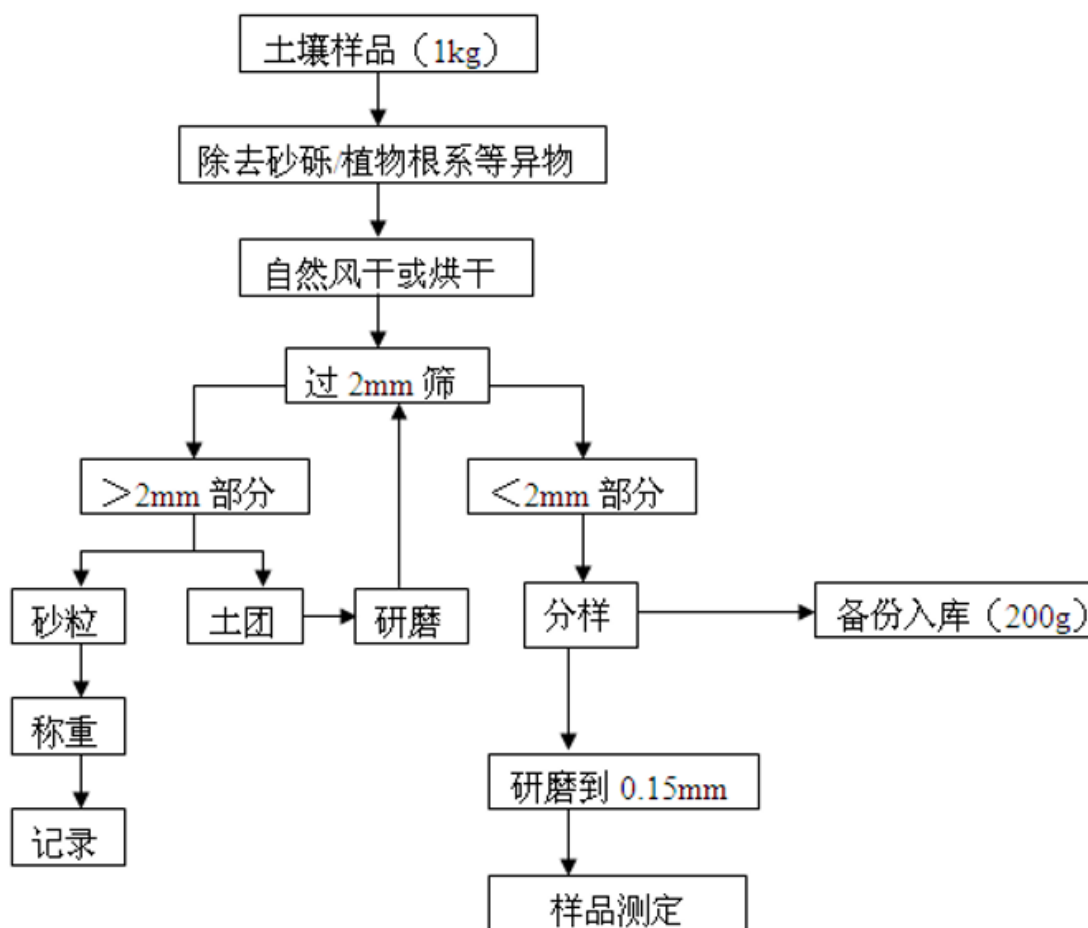 土壤样品（1kg）
除去砂砾/植物根系等异物
自然风干或烘干
过 2mm 筛
＞2mm 部分
＜2mm 部分
砂粒
土团
研磨
分样
备份入库（200g）
称重
研磨到 0.15mm
记录
样品测定